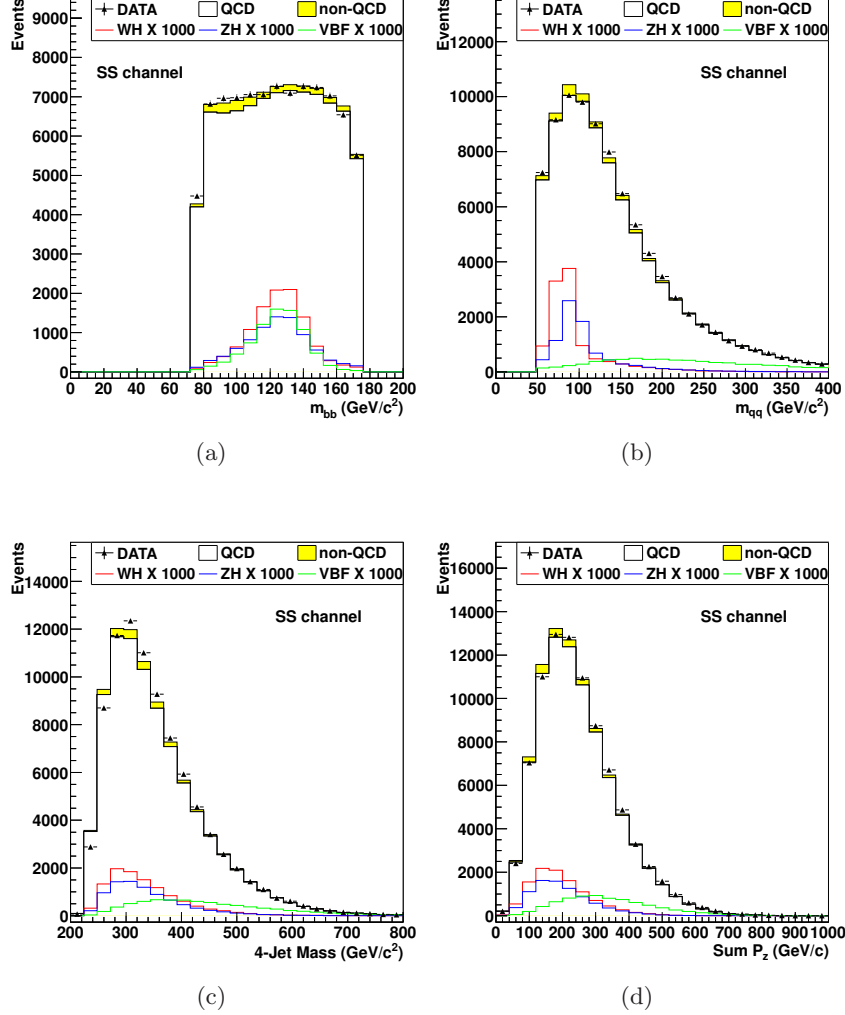 Events
9000
8000
7000
6000
5000
4000
3000
2000
1000
0
DATA QCD non-QCD
WH X 1000 ZH X 1000 VBF X 1000
SS channel
0 20 40 60 80 100 120 140 160 180 200
m_bb (GeV/c²)
(a)
Events
12000
10000
8000
6000
4000
2000
0
DATA QCD non-QCD
WH X 1000 ZH X 1000 VBF X 1000
SS channel
0 50 100 150 200 250 300 350 400
m_qq (GeV/c²)
(b)
Events
14000
12000
10000
8000
6000
4000
2000
0
DATA QCD non-QCD
WH X 1000 ZH X 1000 VBF X 1000
SS channel
200 300 400 500 600 700 800
4-Jet Mass (GeV/c²)
(c)
Events
16000
14000
12000
10000
8000
6000
4000
2000
0
DATA QCD non-QCD
WH X 1000 ZH X 1000 VBF X 1000
SS channel
0 100 200 300 400 500 600 700 800 900 1000
Sum P_z (GeV/c)
(d)